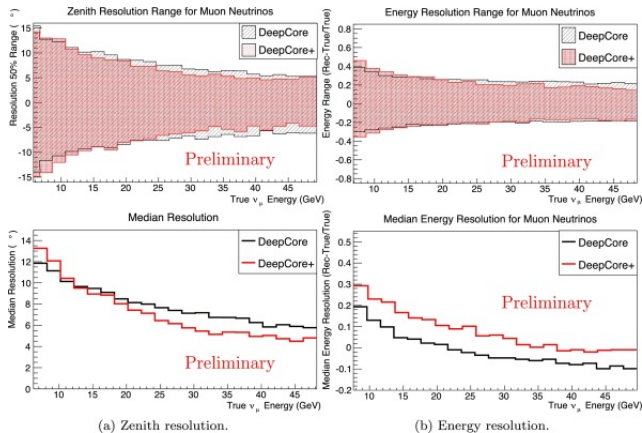 Zenith Resolution Range for Muon Neutrinos
Resolution 50% Range (°)
15
10
5
0
-5
-10
-15
DeepCore
DeepCore+
Preliminary
10 15 20 25 30 35 40 45
True νμ Energy (GeV)
Energy Resolution Range for Muon Neutrinos
Energy Range (Rec-True/True)
0.8
0.6
0.4
0.2
0
-0.2
-0.4
-0.6
-0.8
DeepCore
DeepCore+
Preliminary
10 15 20 25 30 35 40 45
True νμ Energy (GeV)
Median Resolution
Median Resolution (°)
14
12
10
8
6
4
2
0
DeepCore
DeepCore+
Preliminary
10 15 20 25 30 35 40 45
True νμ Energy (GeV)
(a) Zenith resolution.
Median Energy Resolution for Muon Neutrinos
Median Energy Resolution (Rec-True/True)
0.5
0.4
0.3
0.2
0.1
0
-0.1
-0.2
DeepCore
DeepCore+
Preliminary
10 15 20 25 30 35 40 45
True νμ Energy (GeV)
(b) Energy resolution.